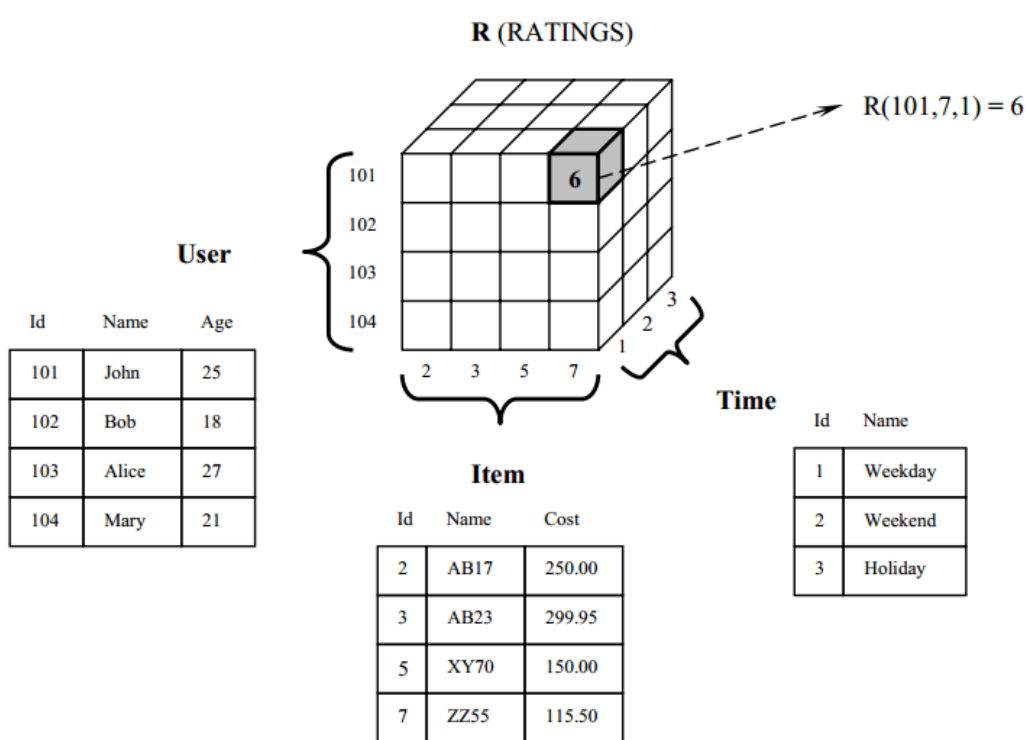 R (RATINGS)
R(101,7,1) = 6
6
101
102
103
104
User
Id Name Age
101 John 25
102 Bob 18
103 Alice 27
104 Mary 21
2 3 5 7
1
2
3
Time
Id Name
1 Weekday
2 Weekend
3 Holiday
Item
Id Name Cost
2 AB17 250.00
3 AB23 299.95
5 XY70 150.00
7 ZZ55 115.50